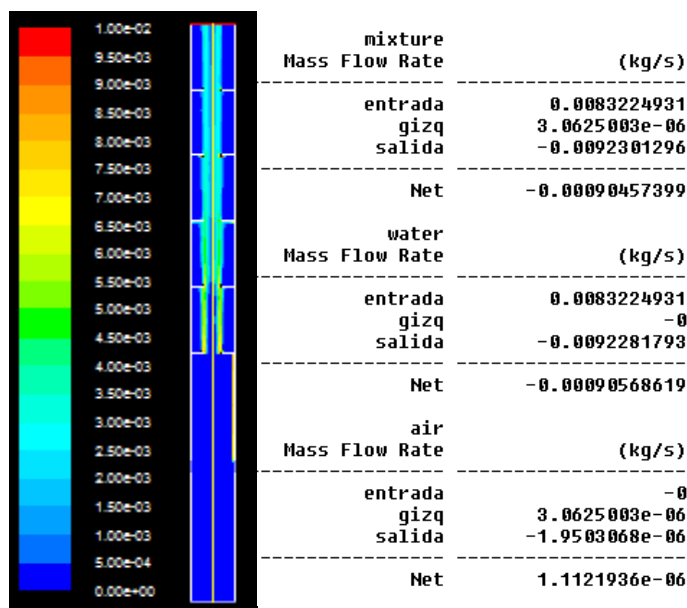 1.00e-02
9.50e-03
9.00e-03
8.50e-03
8.00e-03
7.50e-03
7.00e-03
6.50e-03
6.00e-03
5.50e-03
5.00e-03
4.50e-03
4.00e-03
3.50e-03
3.00e-03
2.50e-03
2.00e-03
1.50e-03
1.00e-03
5.00e-04
0.00e+00
mixture
Mass Flow Rate (kg/s)
entrada 0.0083224931
gizq 3.0625003e-06
salida -0.0092301296
Net -0.00090457399
water
Mass Flow Rate (kg/s)
entrada 0.0083224931
gizq -0
salida -0.0092281793
Net -0.00090568619
air
Mass Flow Rate (kg/s)
entrada -0
gizq 3.0625003e-06
salida -1.9503068e-06
Net 1.1121936e-06